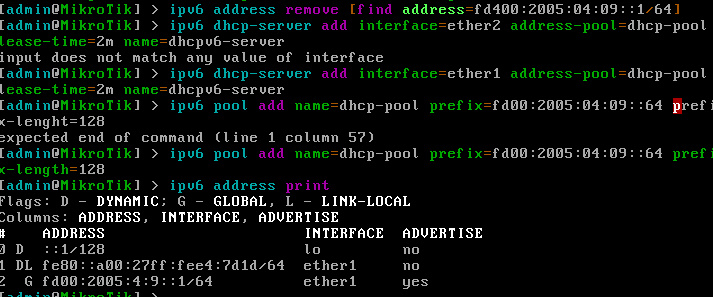 [admin@MikroTik] > ipv6 address remove [find address=fd400:2005:04:09::1/64]
[admin@MikroTik] > ipv6 dhcp-server add interface=ether2 address-pool=dhcp-pool
lease-time=2m name=dhcpv6-server
input does not match any value of interface
[admin@MikroTik] > ipv6 dhcp-server add interface=ether1 address-pool=dhcp-pool
lease-time=2m name=dhcpv6-server
[admin@MikroTik] > ipv6 pool add name=dhcp-pool prefix=fd00:2005:04:09::64 prefi
x-lenght=128
expected end of command (line 1 column 57)
[admin@MikroTik] > ipv6 pool add name=dhcp-pool prefix=fd00:2005:04:09::64 prefi
x-length=128
[admin@MikroTik] > ipv6 address print
Flags: D - DYNAMIC; G - GLOBAL, L - LINK-LOCAL
Columns: ADDRESS, INTERFACE, ADVERTISE
# ADDRESS INTERFACE ADVERTISE
0 D ::1/128 lo no
1 DL fe80::a00:27ff:fee4:7d1d/64 ether1 no
2 G fd00:2005:4:9::1/64 ether1 yes
[admin@MikroTik] >